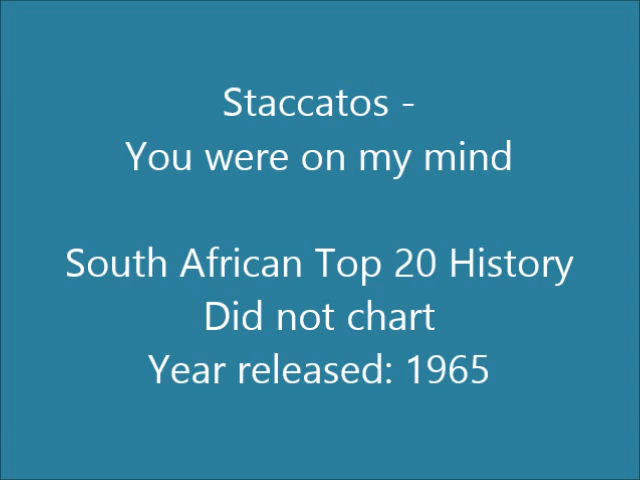 Staccatos -
You were on my mind
South African Top 20 History
Did not chart
Year released: 1965